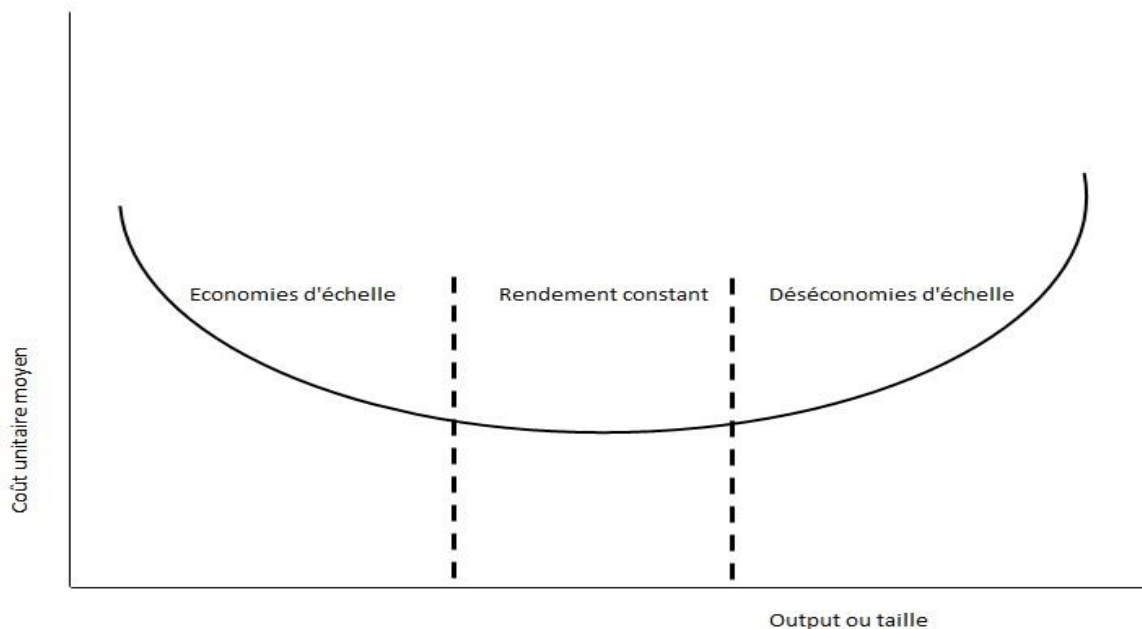 Economies d'échelle
Rendement constant
Déséconomies d'échelle
Coût unitaire moyen
Output ou taille